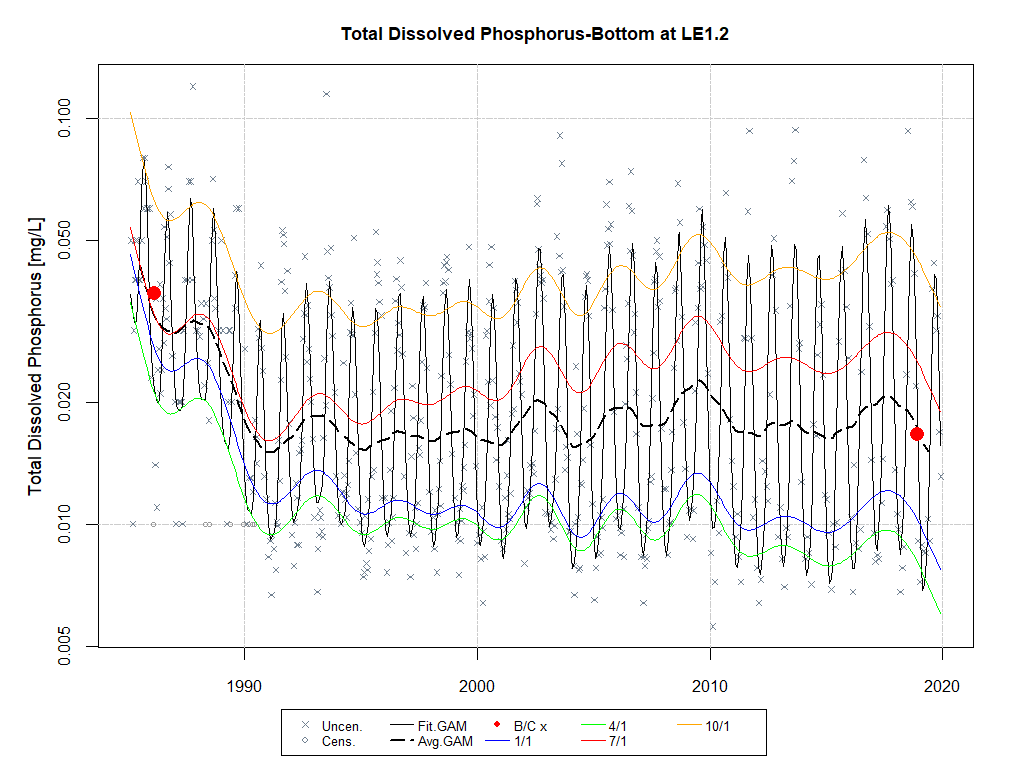 Total Dissolved Phosphorus-Bottom at LE1.2
Total Dissolved Phosphorus [mg/L]
0.100
0.050
0.020
0.010
0.005
1990 2000 2010 2020
Uncen. Fit.GAM B/C x 4/1 10/1
Cens. Avg.GAM 1/1 7/1